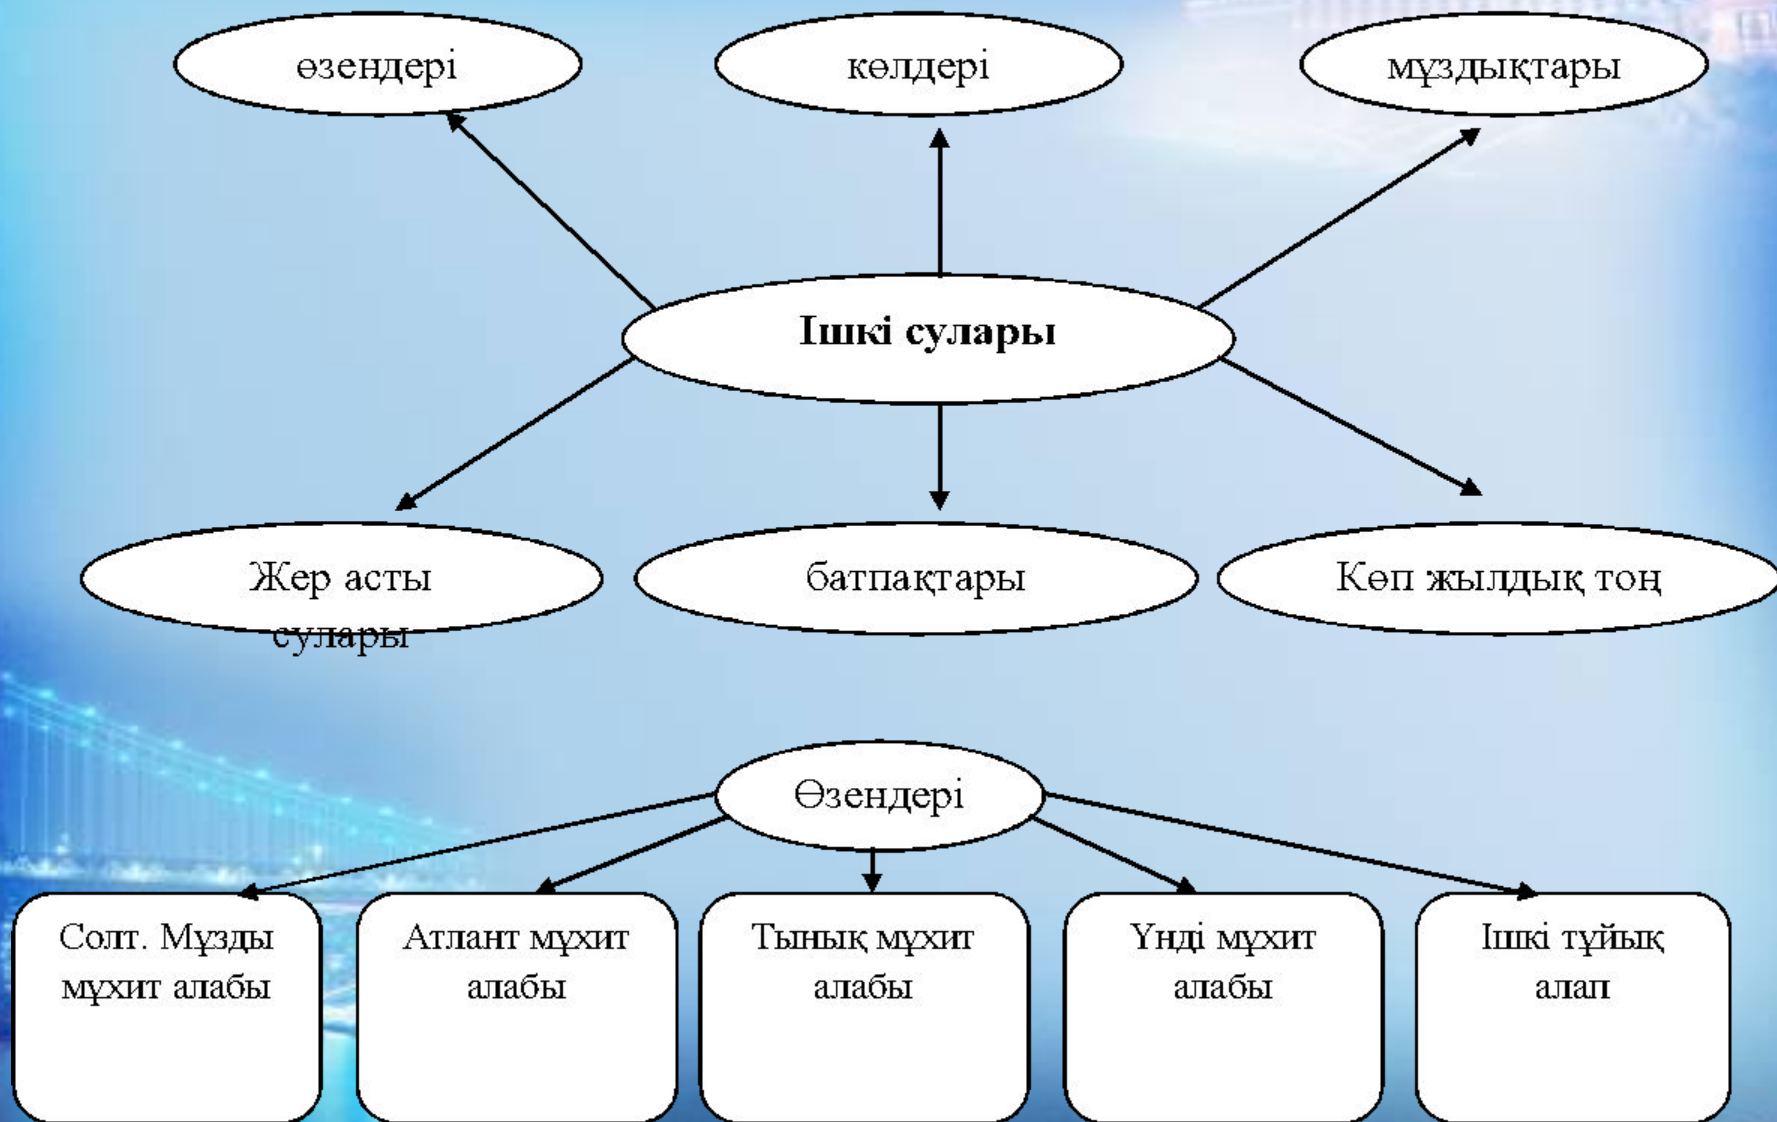 өзендері
көлдері
мұздықтары
Ішкі сулары
Жер асты
сулары
батпақтары
Көп жылдық тоң
Өзендері
Солт. Мұзды
мұхит алабы
Атлант мұхит
алабы
Тынық мұхит
алабы
Үнді мұхит
алабы
Ішкі тұйық
алап